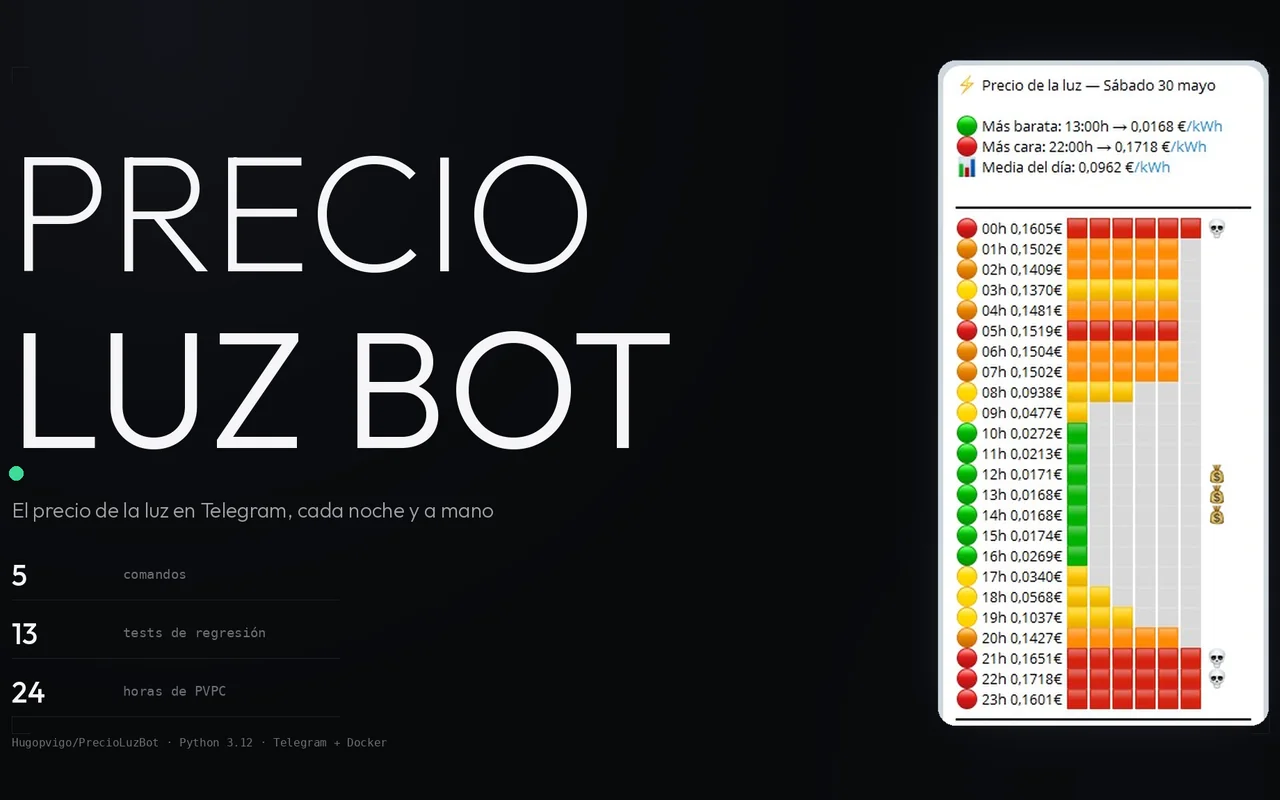 PRECIO
LUZ BOT
El precio de la luz en Telegram, cada noche y a mano
5 comandos
13 tests de regresión
24 horas de PVPC
Hugopvigo/PrecioLuzBot · Python 3.12 · Telegram + Docker
Precio de la luz — Sábado 30 mayo
Más barata: 13:00h → 0,0168 €/kWh
Más cara: 22:00h → 0,1718 €/kWh
Media del día: 0,0962 €/kWh
00h 0,1605€
01h 0,1502€
02h 0,1409€
03h 0,1370€
04h 0,1481€
05h 0,1519€
06h 0,1504€
07h 0,1502€
08h 0,0938€
09h 0,0477€
10h 0,0272€
11h 0,0213€
12h 0,0171€
13h 0,0168€
14h 0,0168€
15h 0,0174€
16h 0,0269€
17h 0,0340€
18h 0,0568€
19h 0,1037€
20h 0,1427€
21h 0,1651€
22h 0,1718€
23h 0,1601€